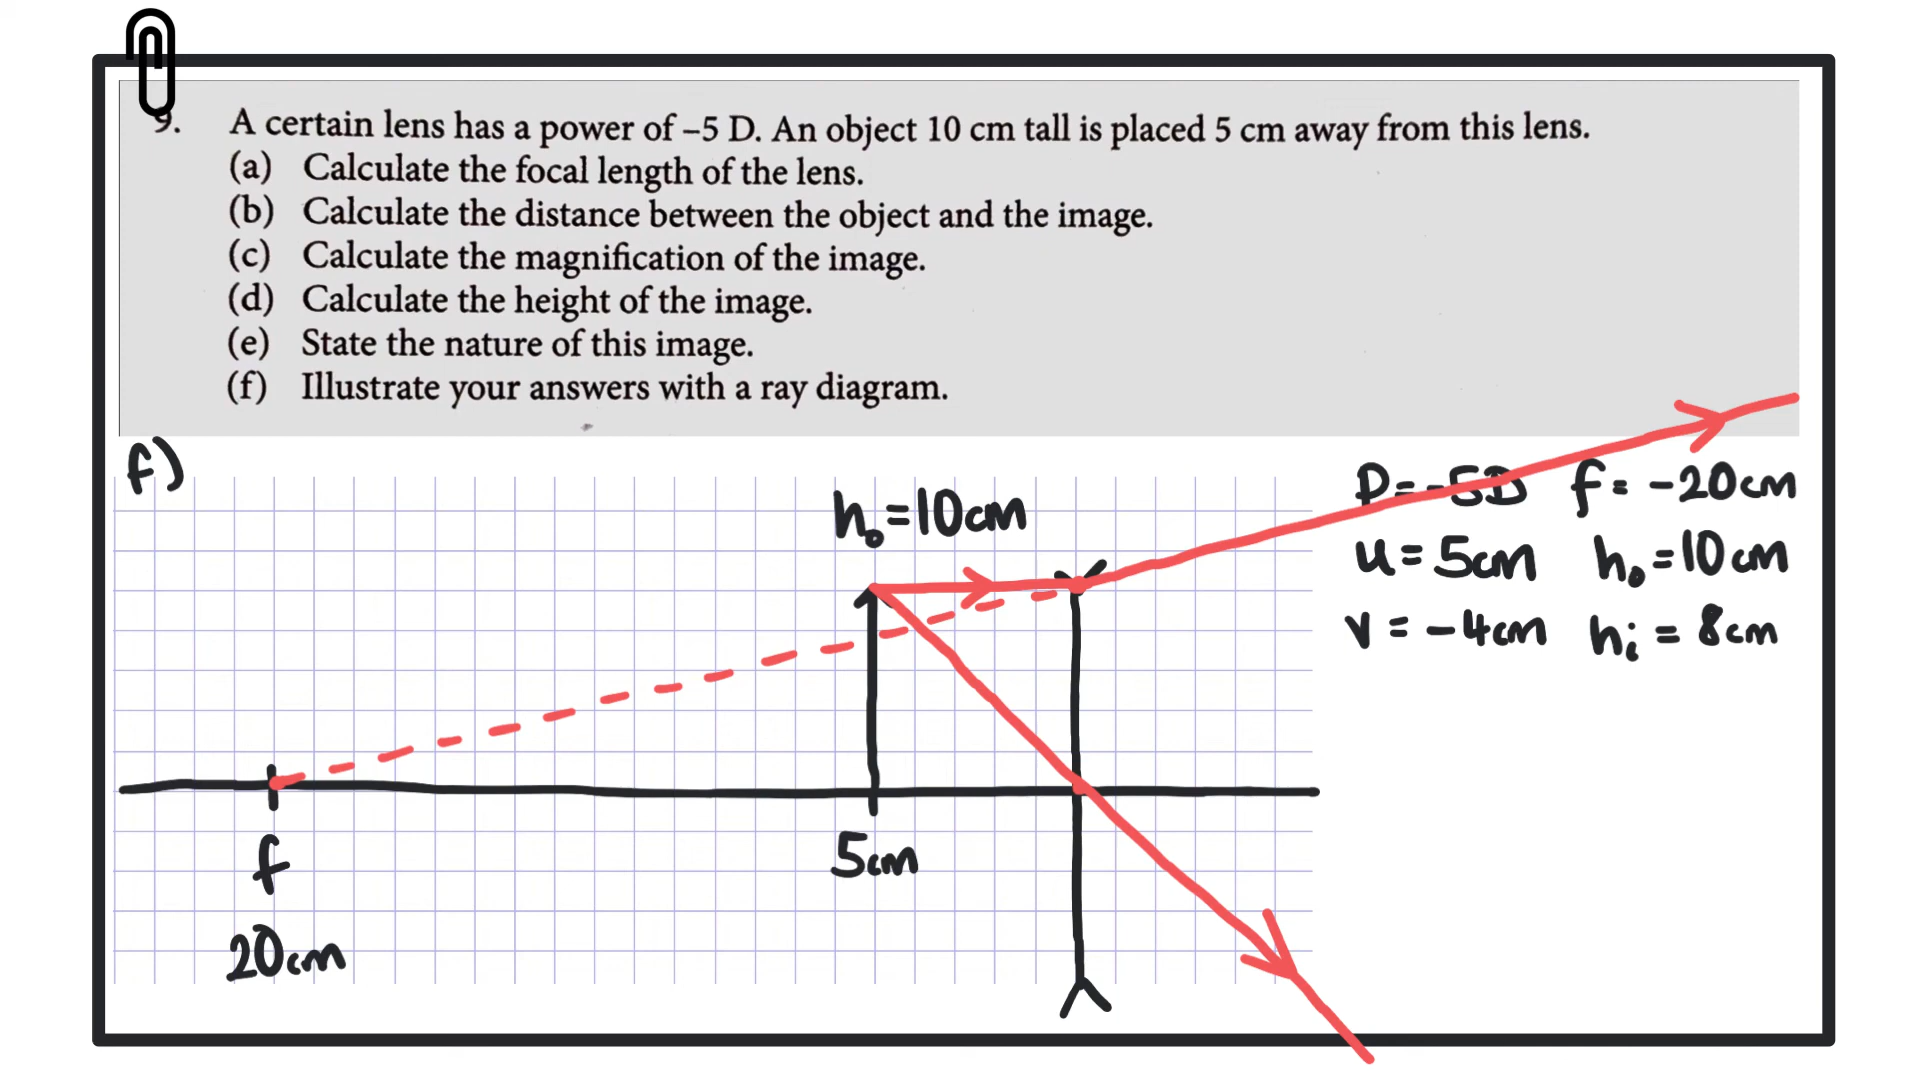 9. A certain lens has a power of –5 D. An object 10 cm tall is placed 5 cm away from this lens.
(a) Calculate the focal length of the lens.
(b) Calculate the distance between the object and the image.
(c) Calculate the magnification of the image.
(d) Calculate the height of the image.
(e) State the nature of this image.
(f) Illustrate your answers with a ray diagram.
f)
h₀=10cm
P=-5D f=-20cm
u=5cm h₀=10cm
v=-4cm hᵢ=8cm
f
5cm
20cm